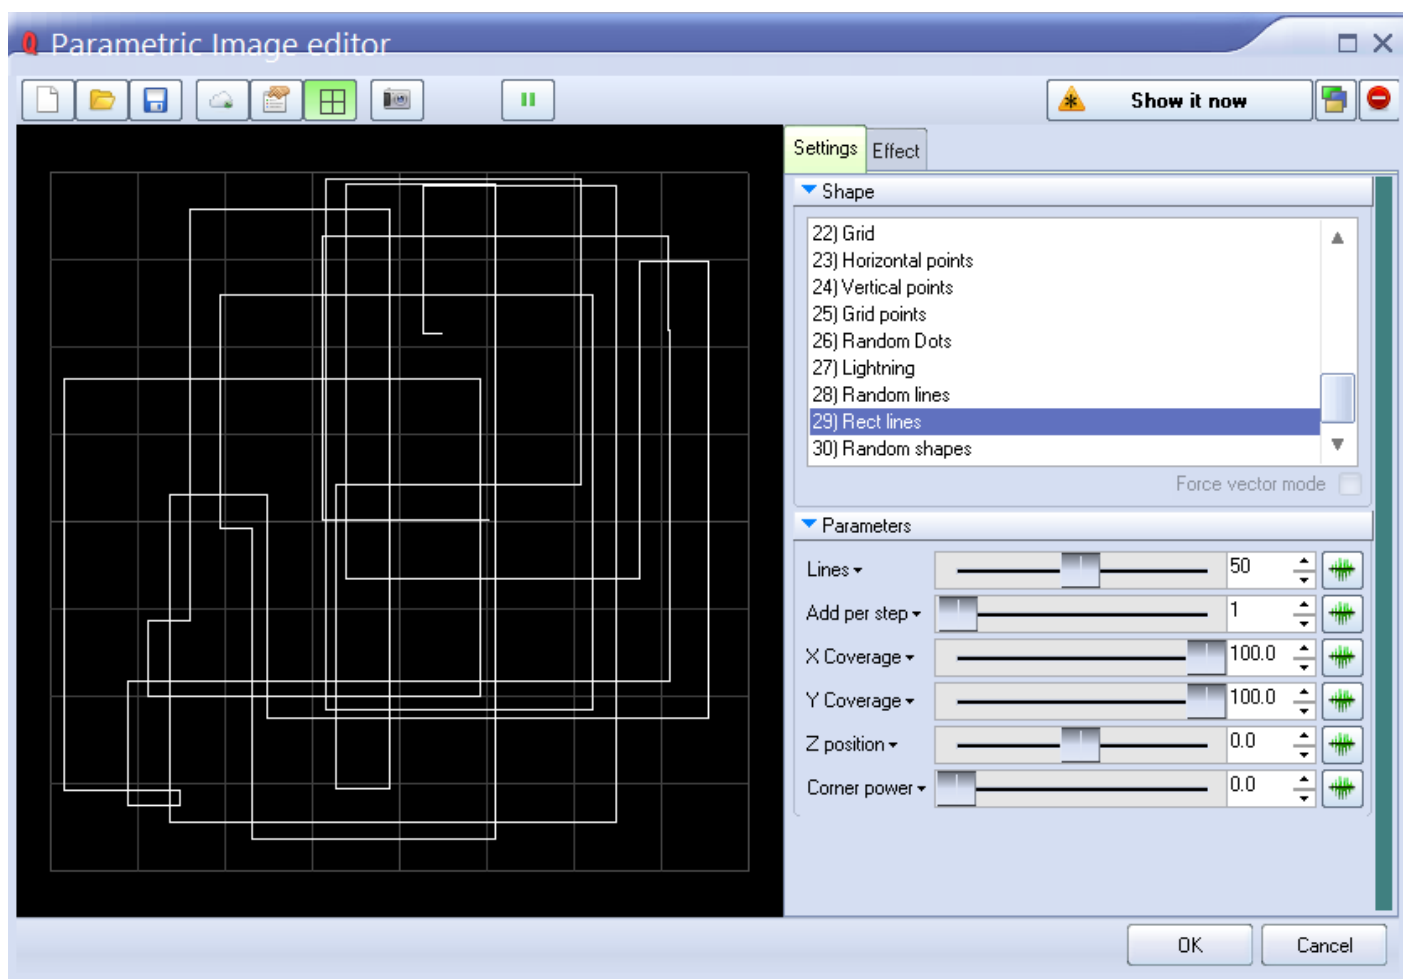 Parametric Image editor
Show it now
Settings Effect
Shape
22) Grid
23) Horizontal points
24) Vertical points
25) Grid points
26) Random Dots
27) Lightning
28) Random lines
29) Rect lines
30) Random shapes
Force vector mode
Parameters
Lines 50
Add per step 1
X Coverage 100.0
Y Coverage 100.0
Z position 0.0
Corner power 0.0
OK Cancel